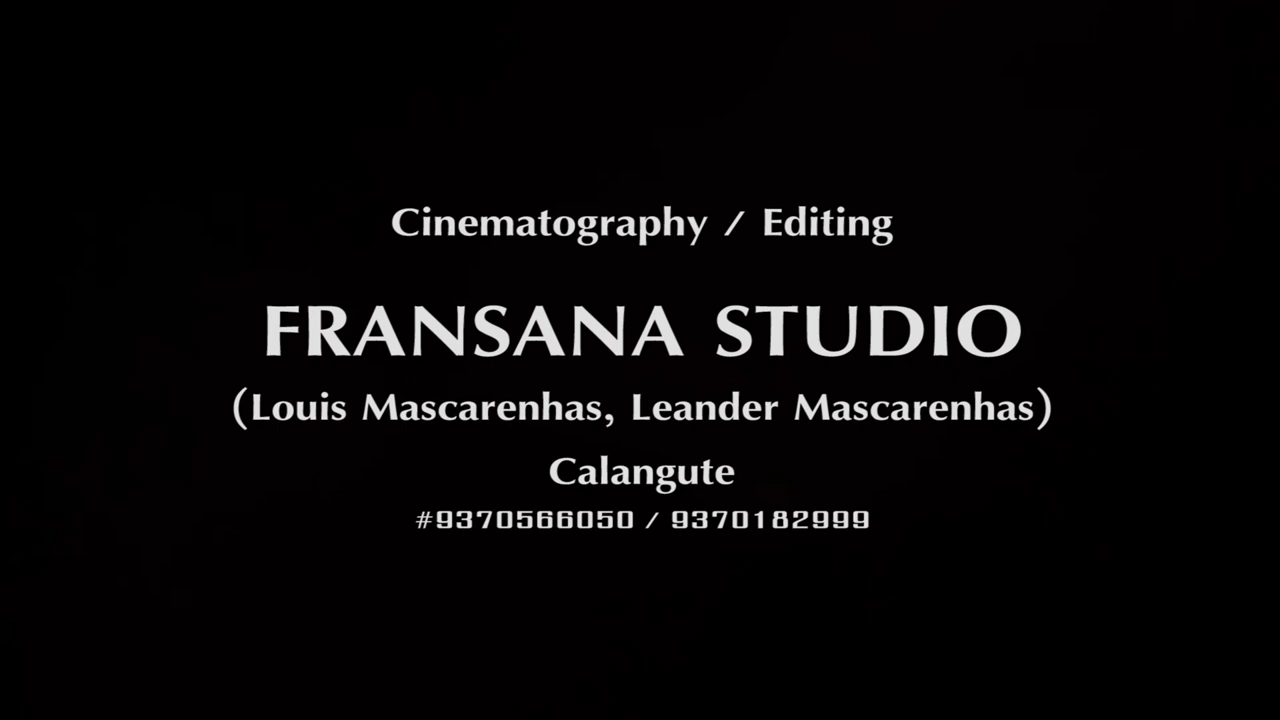 Cinematography / Editing
FRANSANA STUDIO
(Louis Mascarenhas, Leander Mascarenhas)
Calangute
#9370566050 / 9370182999